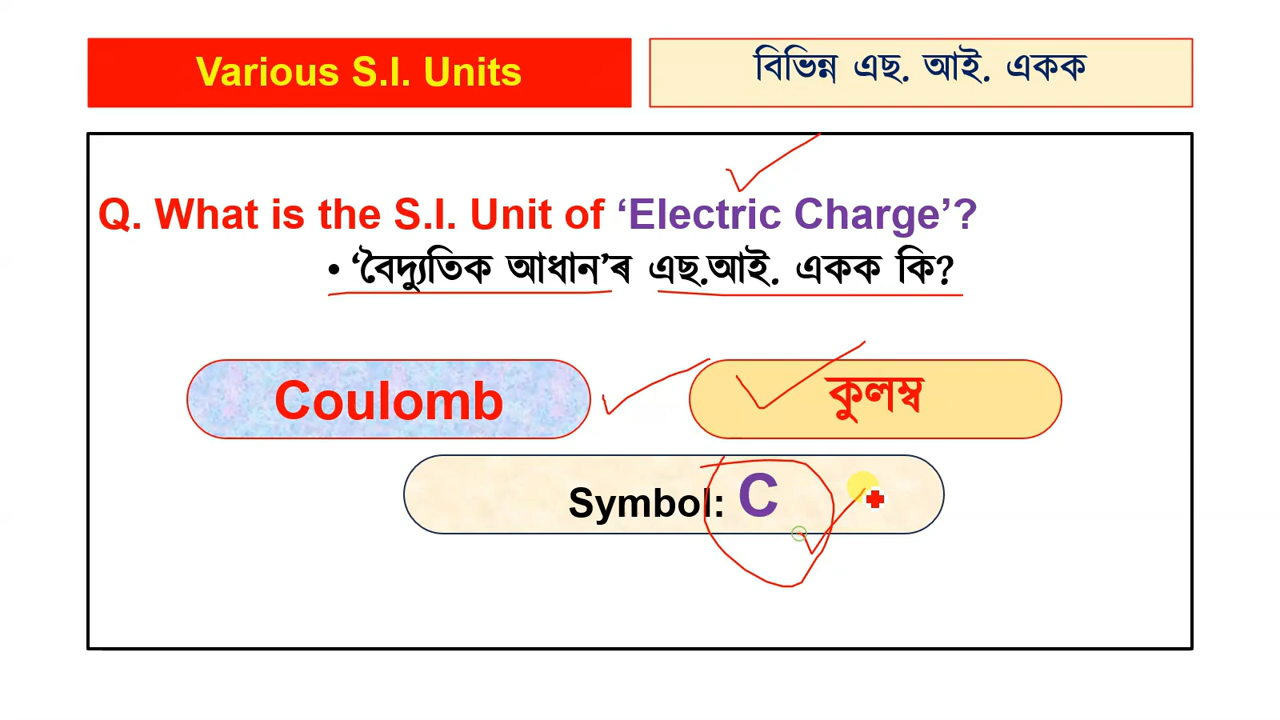 Various S.I. Units
বিভিন্ন এছ. আই. একক
Q. What is the S.I. Unit of ‘Electric Charge’?
• ‘বৈদ্যুতিক আধান’ৰ এছ.আই. একক কি?
Coulomb
কুলম্ব
Symbol: C